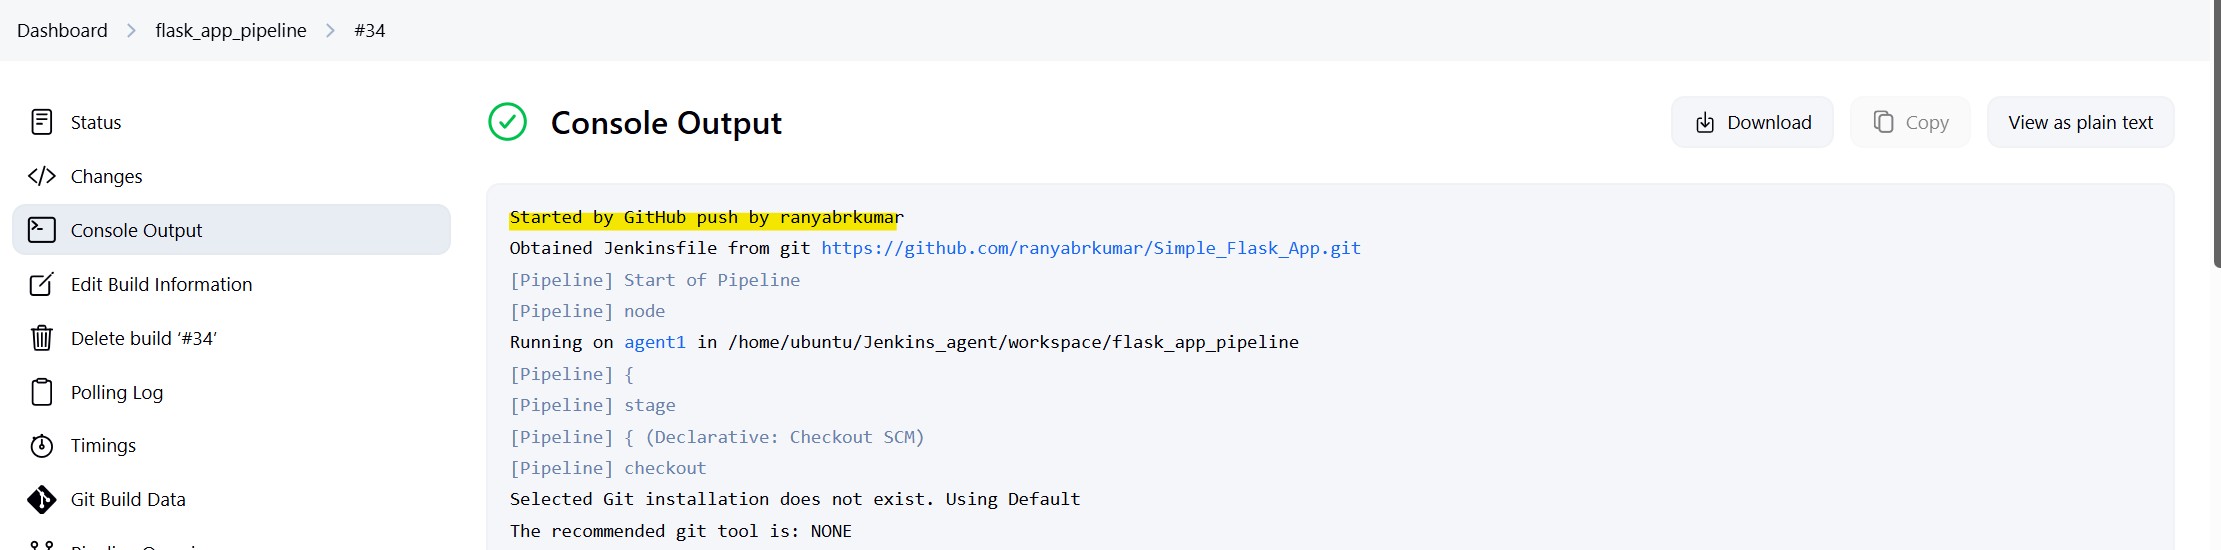 Dashboard > flask_app_pipeline > #34
Status
Changes
Console Output
Edit Build Information
Delete build ‘#34’
Polling Log
Timings
Git Build Data
Console Output
Download
Copy
View as plain text
Started by GitHub push by ranyabrkumar
Obtained Jenkinsfile from git https://github.com/ranyabrkumar/Simple_Flask_App.git
[Pipeline] Start of Pipeline
[Pipeline] node
Running on agent1 in /home/ubuntu/Jenkins_agent/workspace/flask_app_pipeline
[Pipeline] {
[Pipeline] stage
[Pipeline] { (Declarative: Checkout SCM)
[Pipeline] checkout
Selected Git installation does not exist. Using Default
The recommended git tool is: NONE